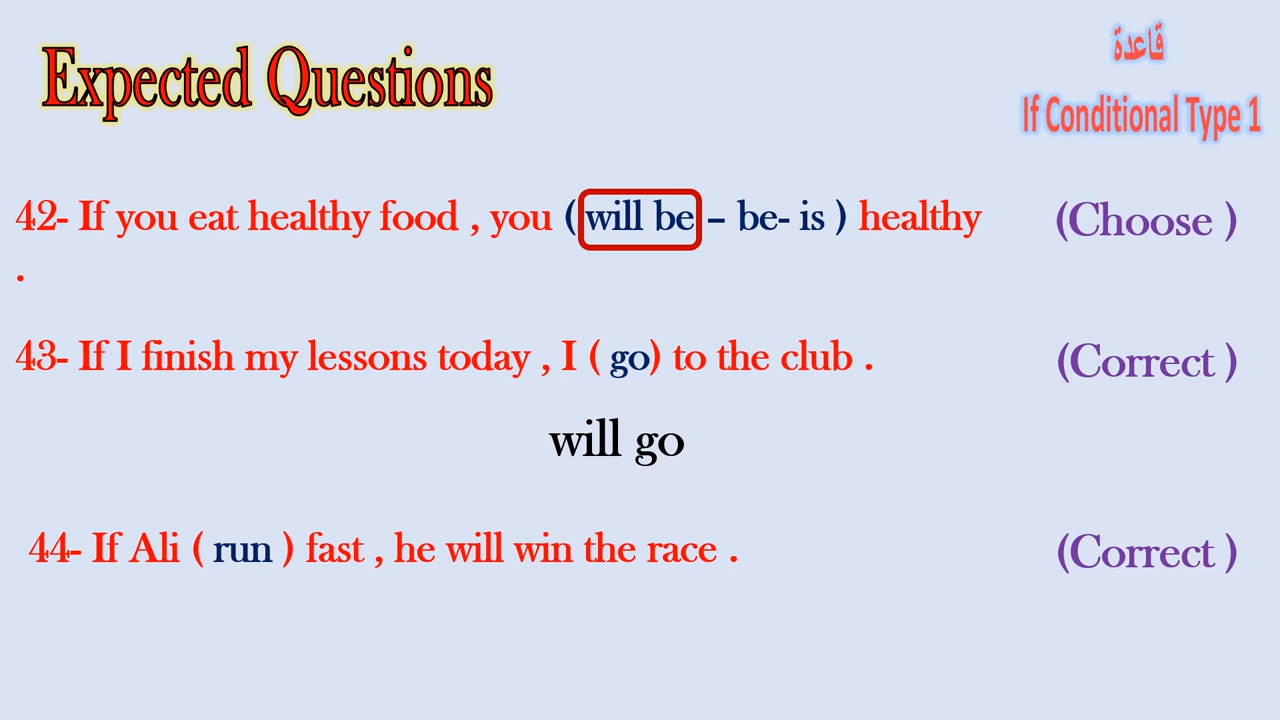 Expected Questions
قاعدة
If Conditional Type 1
42- If you eat healthy food , you ( will be – be- is ) healthy (Choose )
.
43- If I finish my lessons today , I ( go) to the club . (Correct )
will go
44- If Ali ( run ) fast , he will win the race . (Correct )